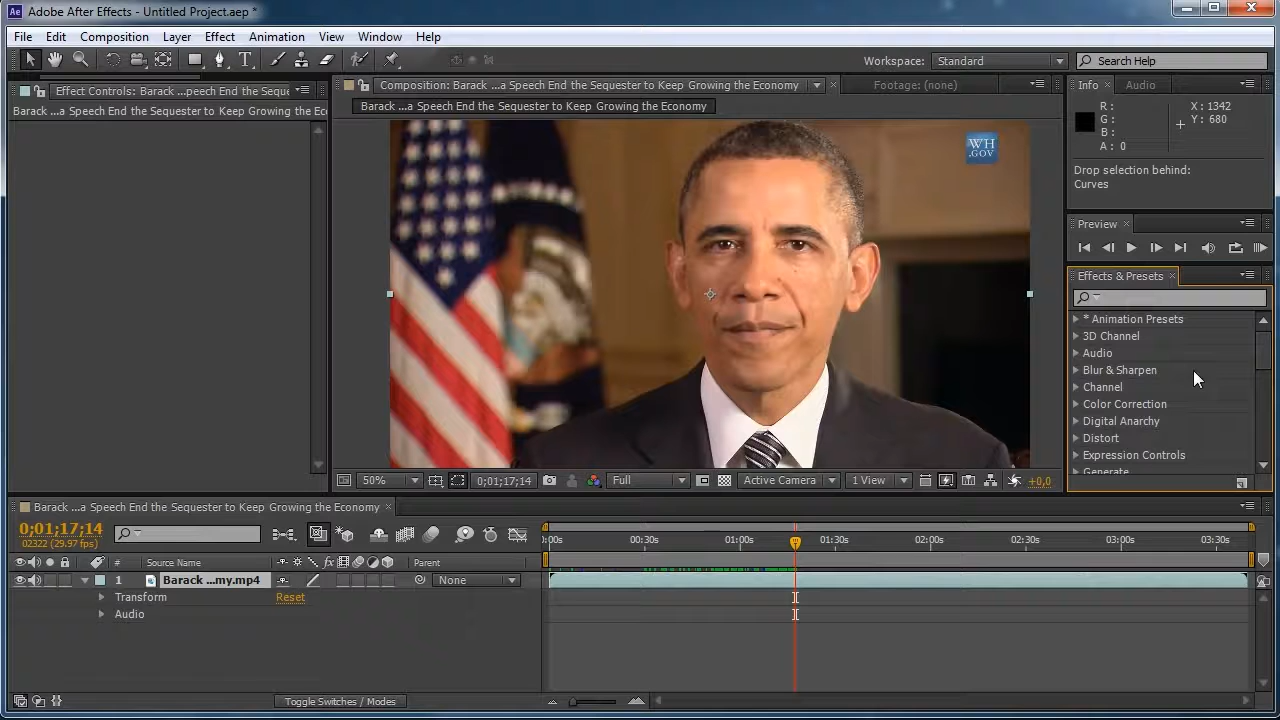 Ae Adobe After Effects - Untitled Project.aep *
File Edit Composition Layer Effect Animation View Window Help
Workspace: Standard Search Help
Effect Controls: Barack ...peech End the Seque
Composition: Barack ...a Speech End the Sequester to Keep Growing the Economy
Footage: (none)
Info Audio
Barack ...a Speech End the Sequester to Keep Growing the Ec
Barack ...a Speech End the Sequester to Keep Growing the Economy
R: X: 1342
G: Y: 680
B:
A: 0
Drop selection behind:
Curves
WH
.GOV
Preview
Effects & Presets
* Animation Presets
3D Channel
Audio
Blur & Sharpen
Channel
Color Correction
Digital Anarchy
Distort
Expression Controls
Generate
50% 0;01;17;14 Full Active Camera 1 View +0,0
Barack ...a Speech End the Sequester to Keep Growing the Economy
0;01;17;14
02322 (29.97 fps)
:00s 00:30s 01:00s 01:30s 02:00s 02:30s 03:00s 03:30s
# Source Name fx Parent
1 Barack ...my.mp4 None
Transform Reset
Audio
Toggle Switches / Modes